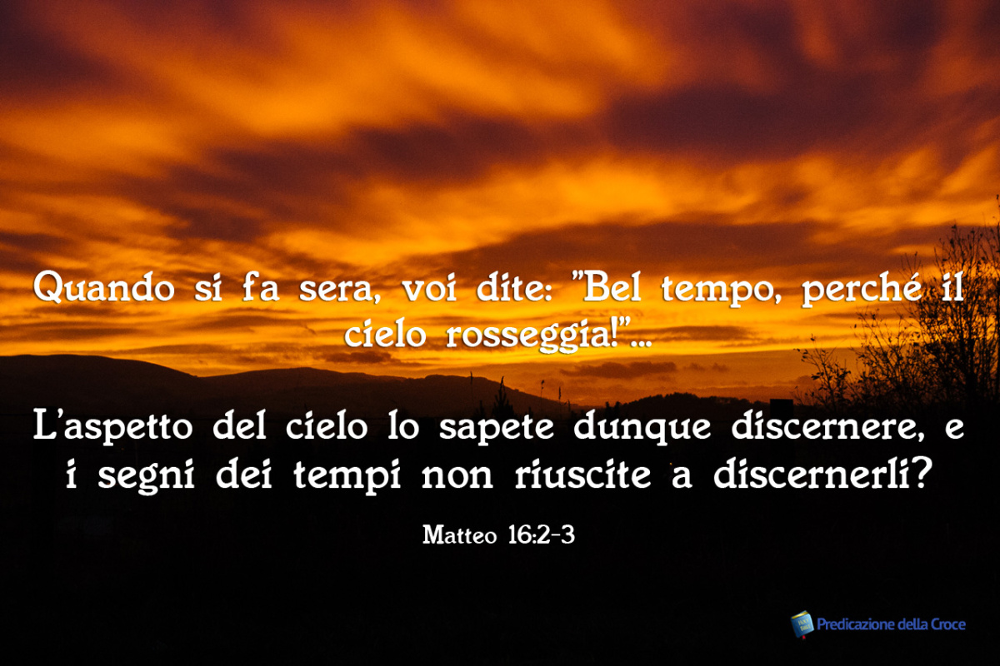 Quando si fa sera, voi dite: "Bel tempo, perché il
cielo rosseggia!"...
L'aspetto del cielo lo sapete dunque discernere, e
i segni dei tempi non riuscite a discernerli?
Matteo 16:2-3
Predicazione della Croce